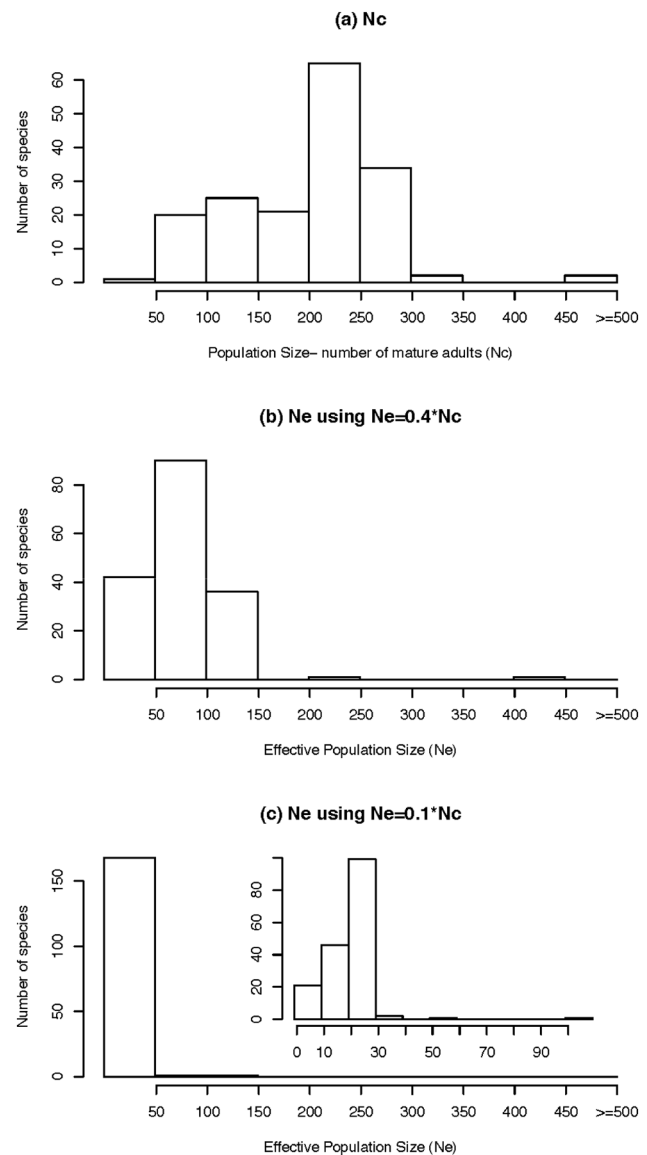 (a) Nc
Number of species
0 10 20 30 40 50 60
50 100 150 200 250 300 350 400 450 >=500
Population Size– number of mature adults (Nc)
(b) Ne using Ne=0.4*Nc
Number of species
0 20 40 60 80
50 100 150 200 250 300 350 400 450 >=500
Effective Population Size (Ne)
(c) Ne using Ne=0.1*Nc
Number of species
0 50 100 150
0 20 40 60 80
0 10 30 50 70 90
50 100 150 200 250 300 350 400 450 >=500
Effective Population Size (Ne)